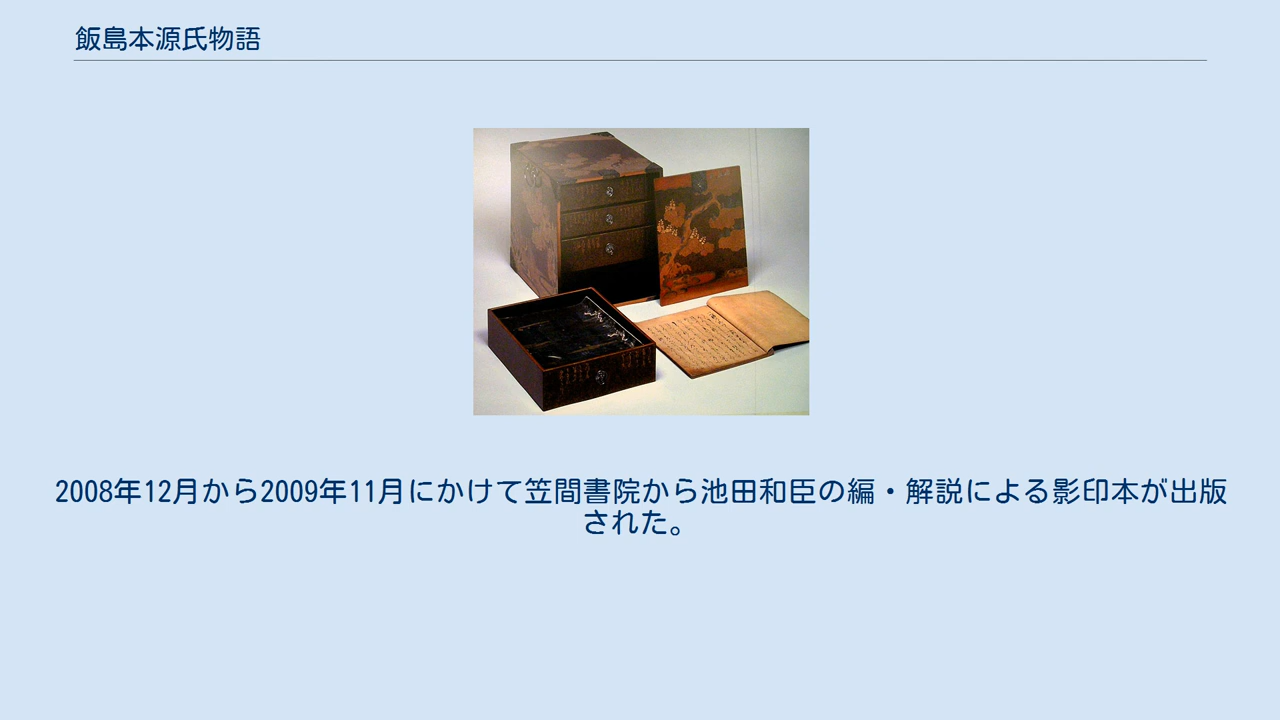 飯島本源氏物語
2008年12月から2009年11月にかけて笠間書院から池田和臣の編・解説による影印本が出版
された。